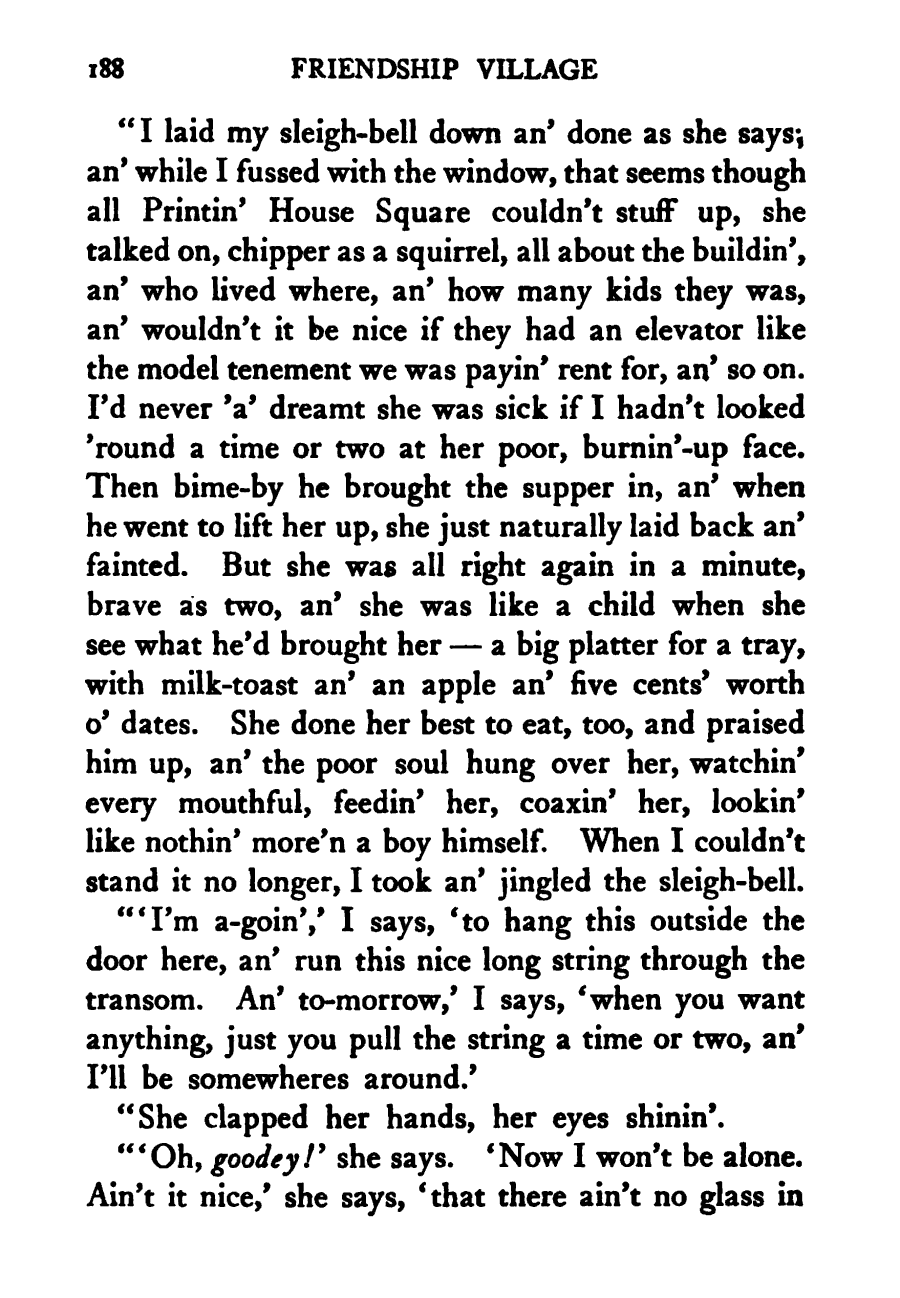 188 FRIENDSHIP VILLAGE
"I laid my sleigh-bell down an' done as she says;
an' while I fussed with the window, that seems though
all Printin' House Square couldn't stuff up, she
talked on, chipper as a squirrel, all about the buildin',
an' who lived where, an' how many kids they was,
an' wouldn't it be nice if they had an elevator like
the model tenement we was payin' rent for, an' so on.
I'd never 'a' dreamt she was sick if I hadn't looked
'round a time or two at her poor, burnin'-up face.
Then bime-by he brought the supper in, an' when
he went to lift her up, she just naturally laid back an'
fainted. But she was all right again in a minute,
brave as two, an' she was like a child when she
see what he'd brought her — a big platter for a tray,
with milk-toast an' an apple an' five cents' worth
o' dates. She done her best to eat, too, and praised
him up, an' the poor soul hung over her, watchin'
every mouthful, feedin' her, coaxin' her, lookin'
like nothin' more'n a boy himself. When I couldn't
stand it no longer, I took an' jingled the sleigh-bell.
"'I'm a-goin',' I says, 'to hang this outside the
door here, an' run this nice long string through the
transom. An' to-morrow,' I says, 'when you want
anything, just you pull the string a time or two, an'
I'll be somewheres around.'
"She clapped her hands, her eyes shinin'.
"'Oh, goodey!' she says. 'Now I won't be alone.
Ain't it nice,' she says, 'that there ain't no glass in